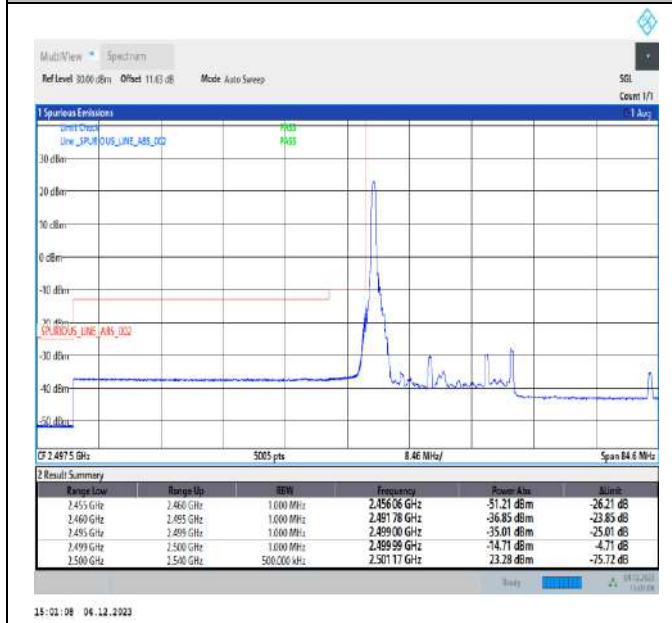 MultiView Spectrum
Ref Level 30.00 dBm Offset 11.63 dB Mode Auto Sweep SGL
Count 1/1
1 Spurious Emissions 1 Avg
Limit Check PASS
Line _SPURIOUS_LINE_ABS_002 PASS
30 dBm
20 dBm
10 dBm
0 dBm
-10 dBm
-20 dBm
_SPURIOUS_LINE_ABS_002
-30 dBm
-40 dBm
-50 dBm
CF 2.4975 GHz 5005 pts 8.46 MHz/ Span 84.6 MHz
2 Result Summary
Range Low Range Up RBW Frequency Power Abs ΔLimit
2.455 GHz 2.460 GHz 1.000 MHz 2.45606 GHz -51.21 dBm -26.21 dB
2.460 GHz 2.495 GHz 1.000 MHz 2.49178 GHz -36.85 dBm -23.85 dB
2.495 GHz 2.499 GHz 1.000 MHz 2.49900 GHz -35.01 dBm -25.01 dB
2.499 GHz 2.500 GHz 1.000 MHz 2.49999 GHz -14.71 dBm -4.71 dB
2.500 GHz 2.540 GHz 500.000 kHz 2.50117 GHz 23.28 dBm -75.72 dB
Ready
15:01:08 04.12.2023